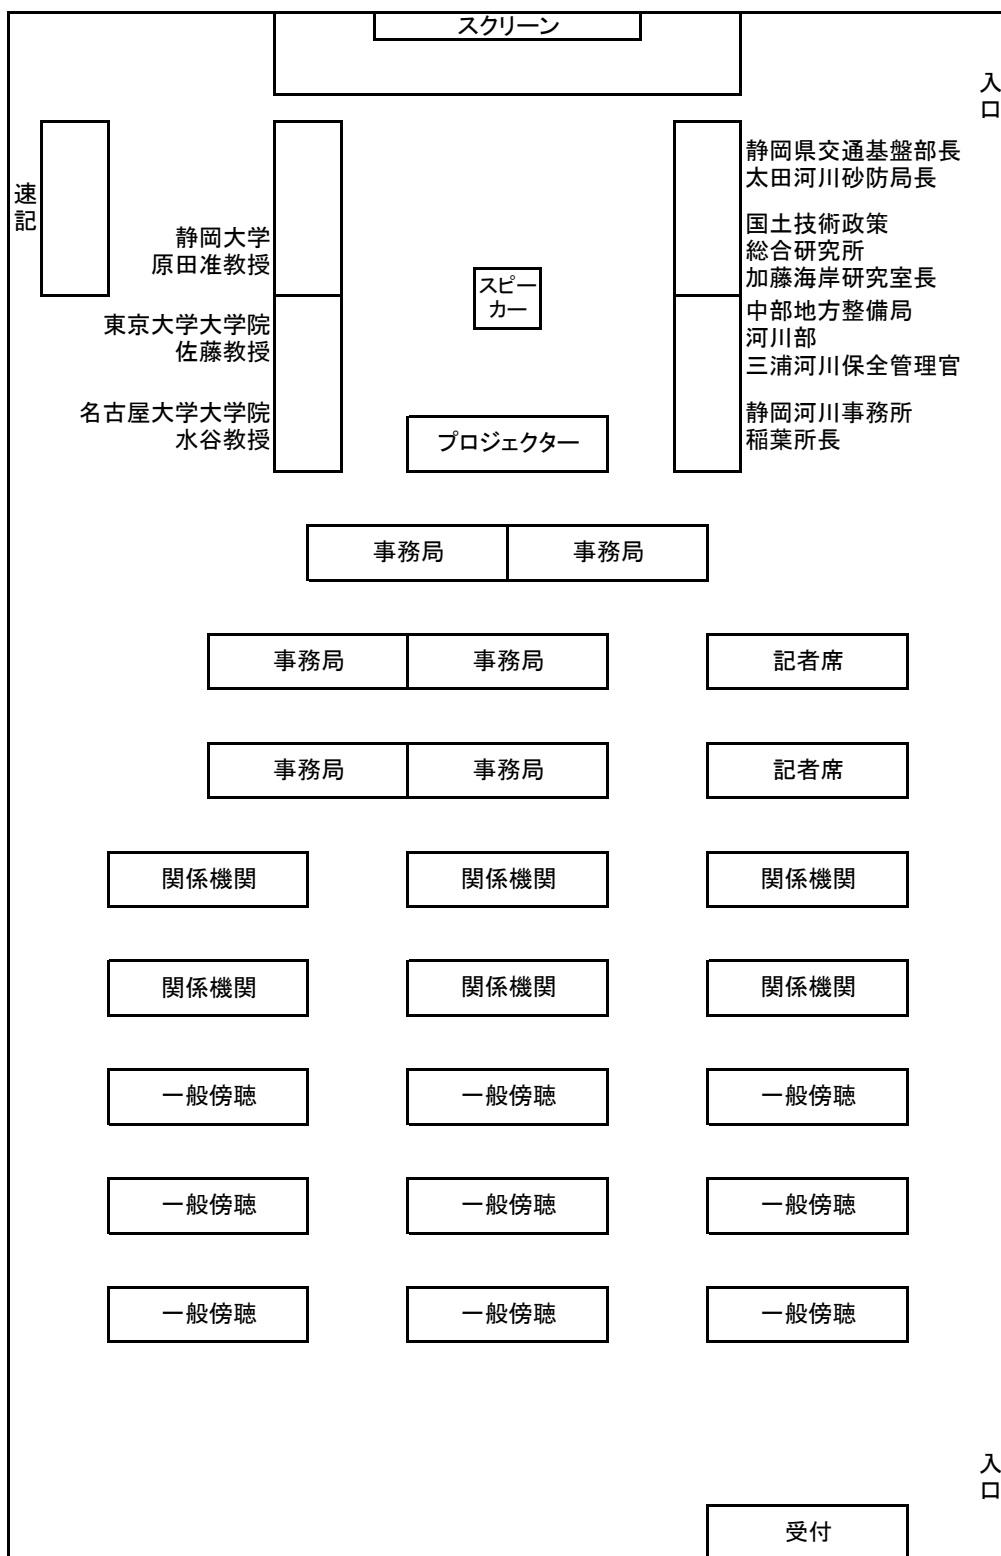 スクリーン
入
口
速
記
静岡大学
原田准教授
東京大学大学院
佐藤教授
名古屋大学大学院
水谷教授
スピー
カー
プロジェクター
静岡県交通基盤部長
太田河川砂防局長
国土技術政策
総合研究所
加藤海岸研究室長
中部地方整備局
河川部
三浦河川保全管理官
静岡河川事務所
稲葉所長
事務局
事務局
事務局
事務局
記者席
事務局
事務局
記者席
関係機関
関係機関
関係機関
関係機関
関係機関
関係機関
一般傍聴
一般傍聴
一般傍聴
一般傍聴
一般傍聴
一般傍聴
一般傍聴
一般傍聴
一般傍聴
入
口
受付